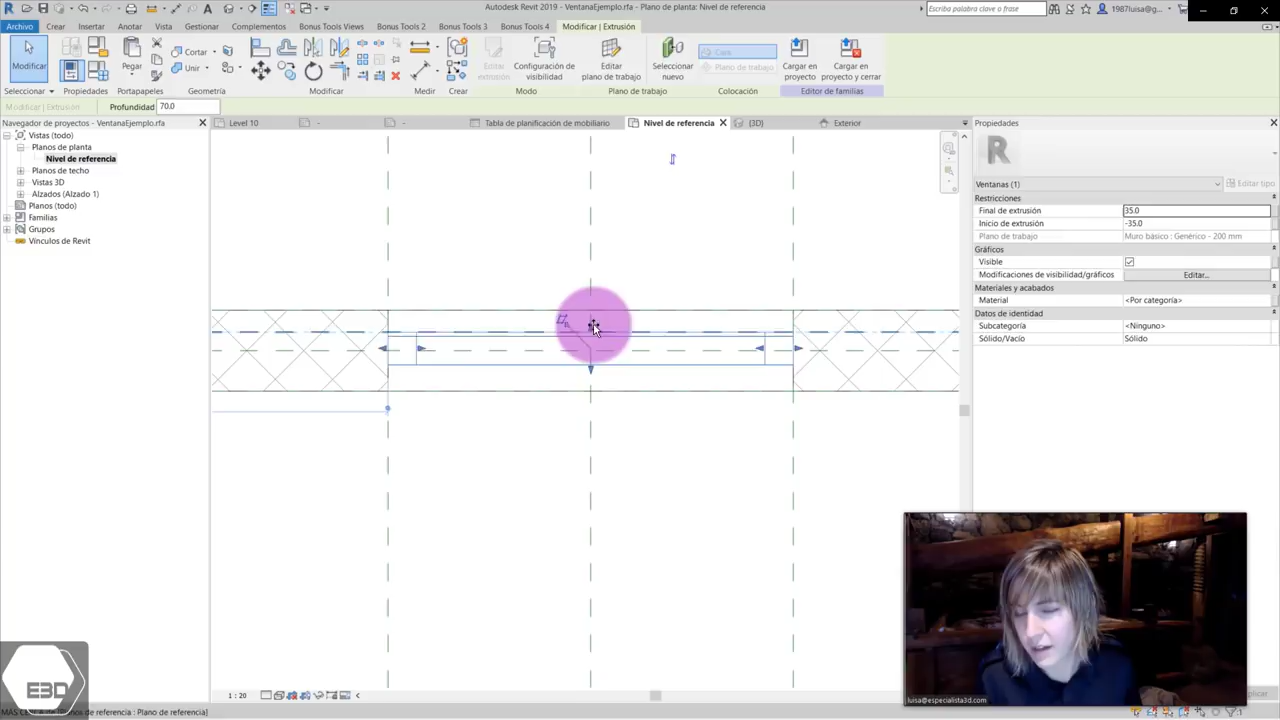 Autodesk Revit 2019 - VentanaEjemplo.rfa - Plano de planta: Nivel de referencia
Escriba palabra clave o frase
1987luisa@g...
Archivo Crear Insertar Anotar Vista Gestionar Complementos Bonus Tools Bonus Tools 2 Bonus Tools 3 Bonus Tools 4 Modificar | Extrusión
Modificar
Pegar
Cortar
Unir
Editar extrusión
Configuración de visibilidad
Editar plano de trabajo
Seleccionar nuevo
Cara
Plano de trabajo
Cargar en proyecto
Cargar en proyecto y cerrar
Seleccionar Propiedades Portapapeles Geometría Modificar Medir Crear Modo Plano de trabajo Colocación Editor de familias
Modificar | Extrusión Profundidad 70.0
Navegador de proyectos - VentanaEjemplo.rfa
Level 10 - - Tabla de planificación de mobiliario Nivel de referencia {3D} Exterior
Propiedades
Vistas (todo)
Planos de planta
Nivel de referencia
Planos de techo
Vistas 3D
Alzados (Alzado 1)
Planos (todo)
Familias
Grupos
Vínculos de Revit
R
Ventanas (1) Editar tipo
Restricciones
Final de extrusión 35.0
Inicio de extrusión -35.0
Plano de trabajo Muro básico : Genérico - 200 mm
Gráficos
Visible
Modificaciones de visibilidad/gráficos Editar...
Materiales y acabados
Material <Por categoría>
Datos de identidad
Subcategoría <Ninguno>
Sólido/Vacío Sólido
E3D
1 : 20
luisa@especialista3d.com